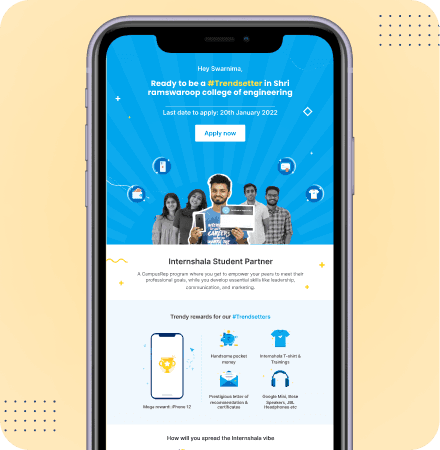 Hey Swarnima,
Ready to be a #Trendsetter in Shri
ramswaroop college of engineering
Last date to apply: 20th January 2022
Apply now
Internshala Student Partner
A CampusRep program where you get to empower your peers to meet their
professional goals, while you develop essential skills like leadership,
communication, and marketing.
Trendy rewards for our #Trendsetters
Handsome pocket
money
Internshala T-shirt &
Trainings
Mega reward: iPhone 12
Prestigious letter of
recommendation &
certificates
Google Mini, Bose
Speakers, JBL
Headphones etc
How will you spread the Internshala vibe